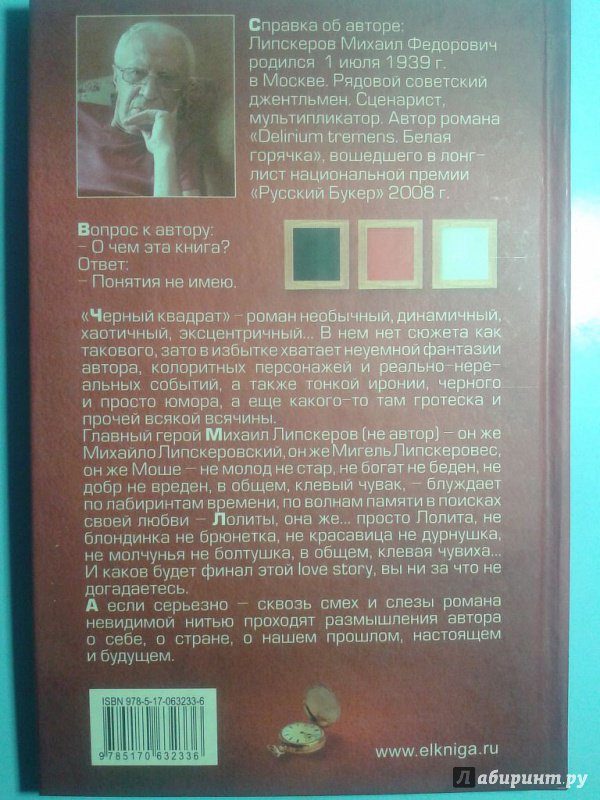 Справка об авторе:
Липскеров Михаил Федорович
родился 1 июля 1939 г.
в Москве. Рядовой советский
джентльмен. Сценарист,
мультипликатор. Автор романа
«Delirium tremens. Белая
горячка», вошедшего в лонг-
лист национальной премии
«Русский Букер» 2008 г.
Вопрос к автору:
– О чем эта книга?
Ответ:
– Понятия не имею.
«Черный квадрат» – роман необычный, динамичный,
хаотичный, эксцентричный... В нем нет сюжета как
такового, зато в избытке хватает неуемной фантазии
автора, колоритных персонажей и реально-нере-
альных событий, а также тонкой иронии, черного
и просто юмора, а еще какого-то там гротеска и
прочей всякой всячины.
Главный герой Михаил Липскеров (не автор) – он же
Михайло Липскеровский, он же Мигель Липскеровес,
он же Моше – не молод не стар, не богат не беден, не
добр не вреден, в общем, клевый чувак, – блуждает
по лабиринтам времени, по волнам памяти в поисках
своей любви – Лолиты, она же... просто Лолита, не
блондинка не брюнетка, не красавица не дурнушка,
не молчунья не болтушка, в общем, клевая чувиха...
И каков будет финал этой love story, вы ни за что не
догадаетесь.
А если серьезно – сквозь смех и слезы романа
невидимой нитью проходят размышления автора
о себе, о стране, о нашем прошлом, настоящем
и будущем.
ISBN 978-5-17-063233-6
9 785170 632336
www.elkniga.ru
Лабиринт.ру